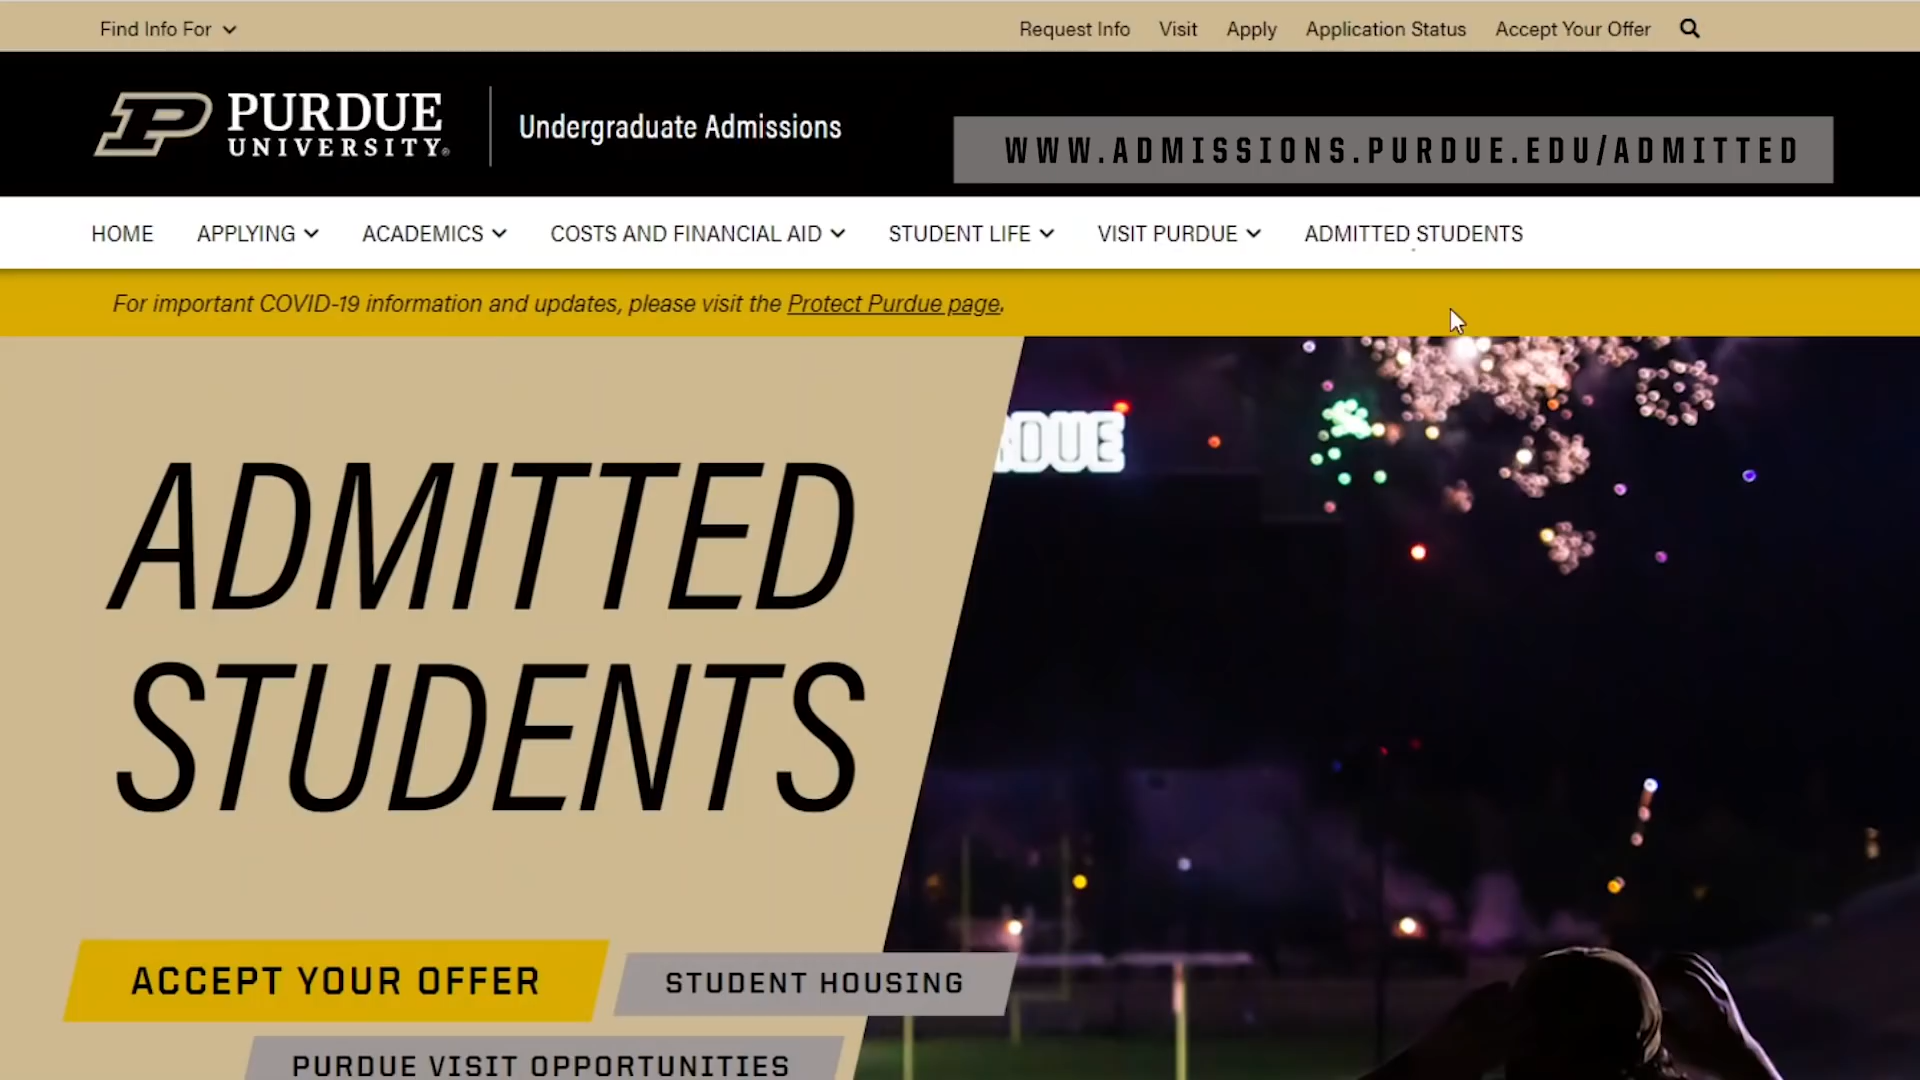 Find Info For
Request Info
Visit
Apply
Application Status
Accept Your Offer
PURDUE
UNIVERSITY®
Undergraduate Admissions
WWW.ADMISSIONS.PURDUE.EDU/ADMITTED
HOME
APPLYING
ACADEMICS
COSTS AND FINANCIAL AID
STUDENT LIFE
VISIT PURDUE
ADMITTED STUDENTS
For important COVID-19 information and updates, please visit the Protect Purdue page.
DUE
ADMITTED
STUDENTS
ACCEPT YOUR OFFER
STUDENT HOUSING
PURDUE VISIT OPPORTUNITIES